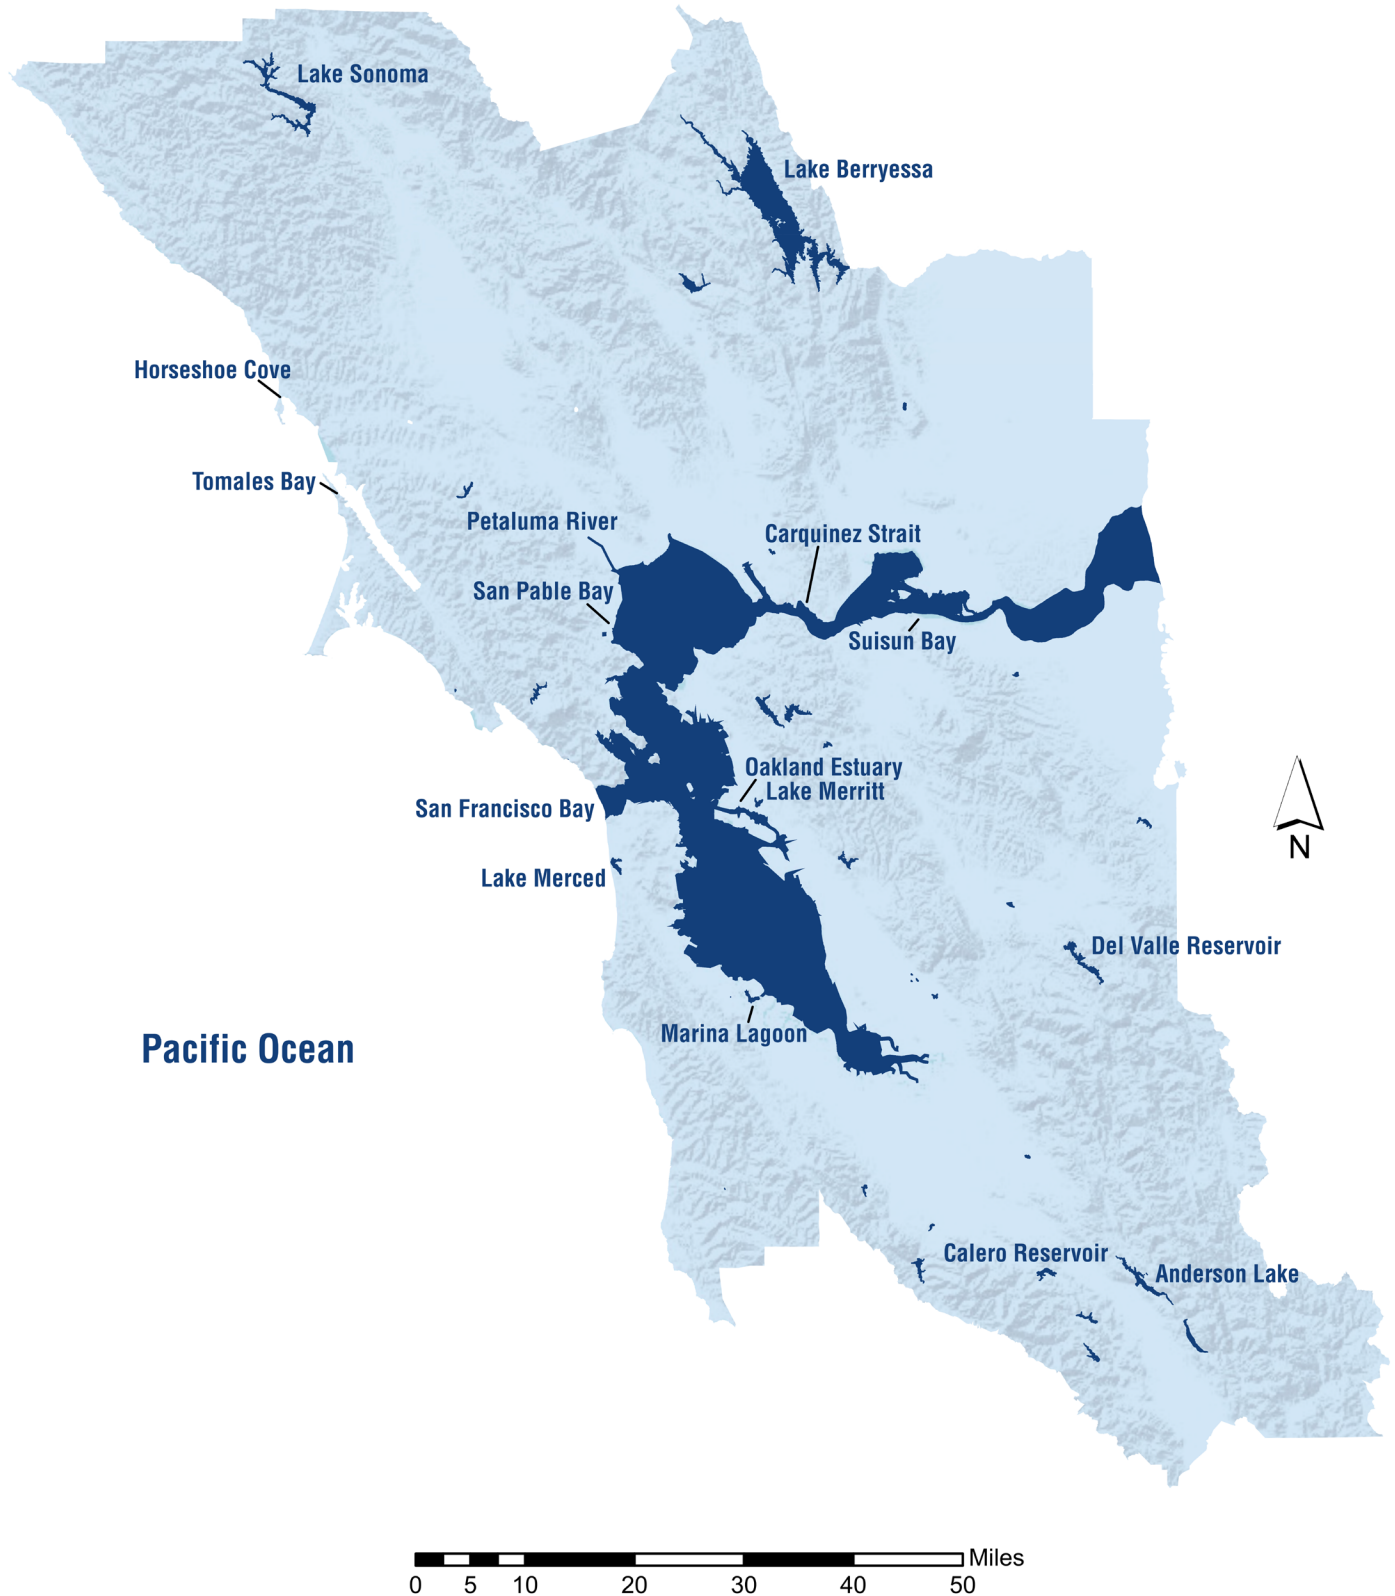 Lake Sonoma
Lake Berryessa
Horseshoe Cove
Tomales Bay
Petaluma River
Carquinez Strait
San Pable Bay
Suisun Bay
Oakland Estuary
Lake Merritt
San Francisco Bay
Lake Merced
Del Valle Reservoir
Marina Lagoon
Pacific Ocean
N
Calero Reservoir
Anderson Lake
Miles
0 5 10 20 30 40 50